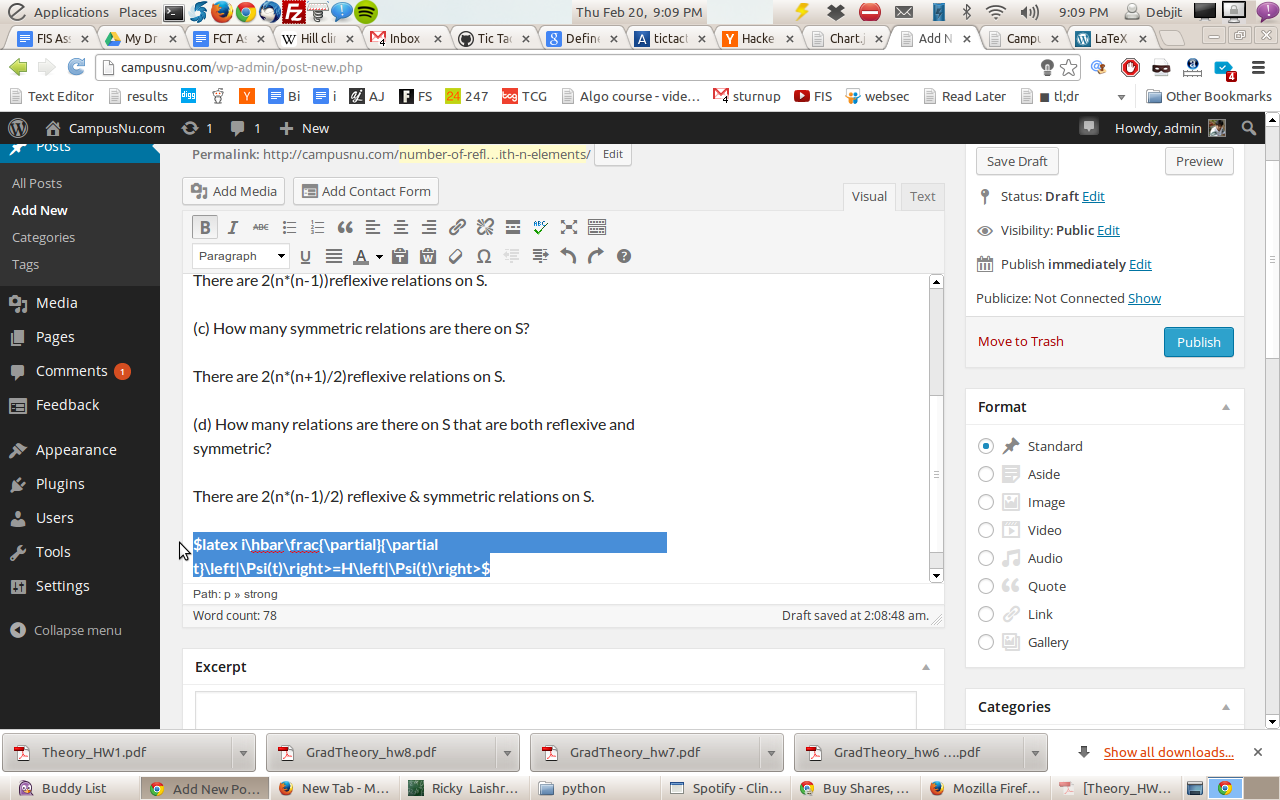 Applications Places Thu Feb 20, 9:09 PM 9:09 PM Debjit
FIS Ass My Dr FCT As Hill cli Inbox Tic Tac Define tictact Hacke Chart.j Add N Campu LaTeX
campusnu.com/wp-admin/post-new.php 4
Text Editor results digg Bi i AJ FS 24 247 TCG Algo course - vide... sturnup FIS websec Read Later ■ tl;dr Other Bookmarks
CampusNu.com 1 1 New Howdy, admin
Posts
All Posts
Add New
Categories
Tags
Media
Pages
Comments 1
Feedback
Appearance
Plugins
Users
Tools
Settings
Collapse menu
Permalink: http://campusnu.com/number-of-refl…ith-n-elements/ Edit
Add Media Add Contact Form Visual Text
B I ABC ABC
Paragraph U A T W Ω ?
There are 2(n*(n-1))reflexive relations on S.
(c) How many symmetric relations are there on S?
There are 2(n*(n+1)/2)reflexive relations on S.
(d) How many relations are there on S that are both reflexive and
symmetric?
There are 2(n*(n-1)/2) reflexive & symmetric relations on S.
$latex i\hbar\frac{\partial}{\partial
t}\left|\Psi(t)\right>=H\left|\Psi(t)\right>$
Path: p » strong
Word count: 78 Draft saved at 2:08:48 am.
Excerpt
Save Draft Preview
Status: Draft Edit
Visibility: Public Edit
Publish immediately Edit
Publicize: Not Connected Show
Move to Trash Publish
Format
Standard
Aside
Image
Video
Audio
Quote
Link
Gallery
Categories
Theory_HW1.pdf GradTheory_hw8.pdf GradTheory_hw7.pdf GradTheory_hw6 ....pdf Show all downloads...
Buddy List Add New Po... New Tab - M... Ricky Laishr... python Spotify - Clin... Buy Shares, ... Mozilla Firef... [Theory_HW...